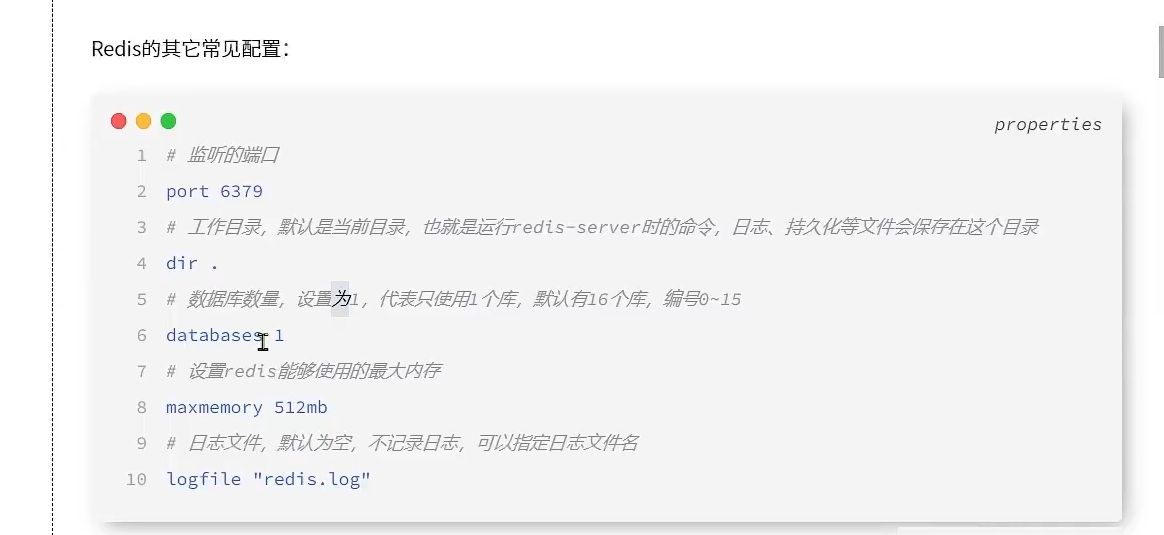 Redis的其它常见配置：
properties
1 # 监听的端口
2 port 6379
3 # 工作目录，默认是当前目录，也就是运行redis-server时的命令，日志、持久化等文件会保存在这个目录
4 dir .
5 # 数据库数量，设置为1，代表只使用1个库，默认有16个库，编号0~15
6 databases 1
7 # 设置redis能够使用的最大内存
8 maxmemory 512mb
9 # 日志文件，默认为空，不记录日志，可以指定日志文件名
10 logfile "redis.log"